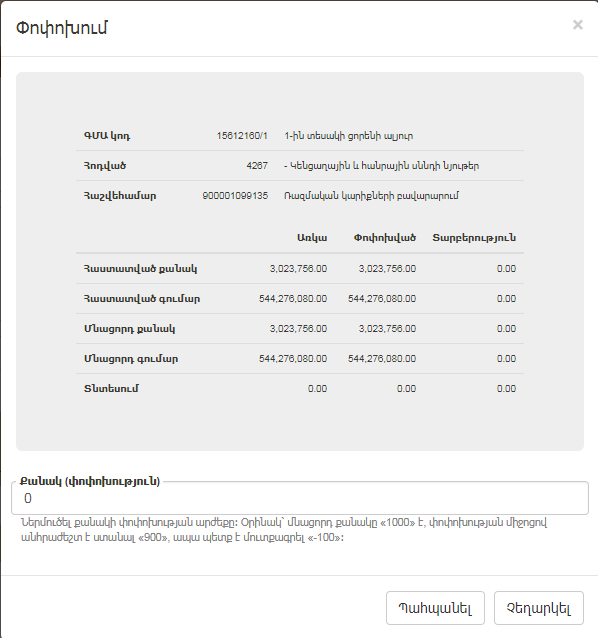 Փոփոխում ×
ԳՄԱ կոդ 15612160/1 1-ին տեսակի ցորենի ալյուր
Հոդված 4267 - Կենցաղային և հանրային սննդի նյութեր
Հաշվեհամար 900001099135 Ռազմական կարիքների բավարարում
Առկա Փոփոխված Տարբերություն
Հաստատված քանակ 3,023,756.00 3,023,756.00 0.00
Հաստատված գումար 544,276,080.00 544,276,080.00 0.00
Մնացորդ քանակ 3,023,756.00 3,023,756.00 0.00
Մնացորդ գումար 544,276,080.00 544,276,080.00 0.00
Տնտեսում 0.00 0.00 0.00
Քանակ (փոփոխություն)
0
Ներմուծել քանակի փոփոխության արժեքը: Օրինակ՝ մնացորդ քանակը «1000» է, փոփոխության միջոցով
անհրաժեշտ է ստանալ «900», ապա պետք է մուտքագրել «-100»:
Պահպանել Չեղարկել